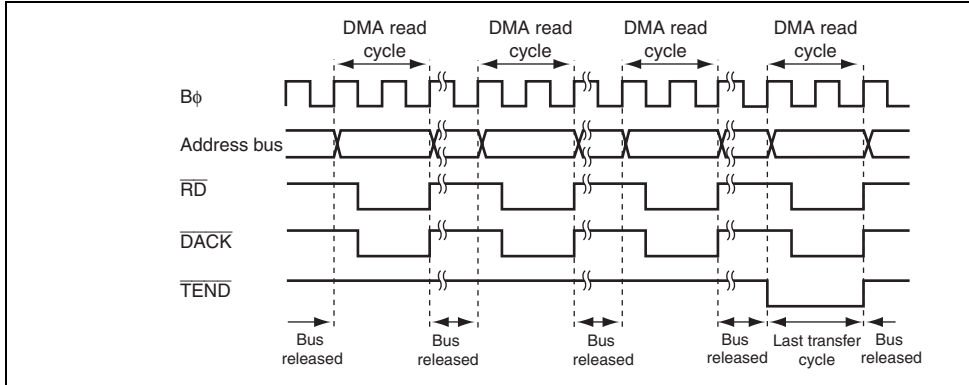 DMA read cycle
DMA read cycle
DMA read cycle
DMA read cycle
Bϕ
Address bus
RD
DACK
TEND
Bus released
Bus released
Bus released
Bus released
Last transfer cycle
Bus released